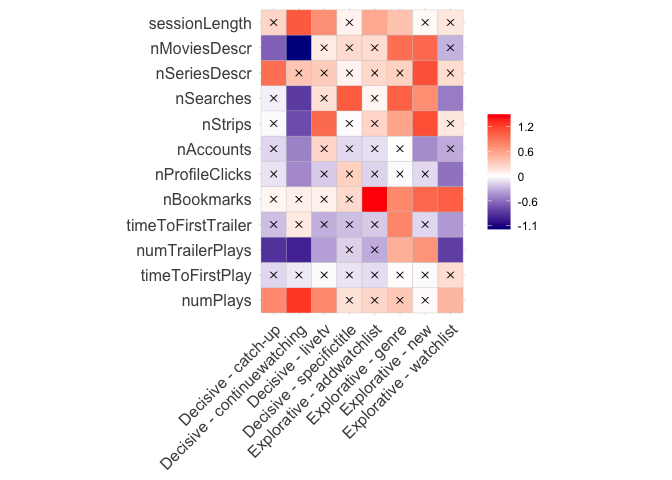 sessionLength
nMoviesDescr
nSeriesDescr
nSearches
nStrips
nAccounts
nProfileClicks
nBookmarks
timeToFirstTrailer
numTrailerPlays
timeToFirstPlay
numPlays
Decisive - catch-up
Decisive - continuewatching
Decisive - livetv
Decisive - specifictitle
Explorative - addwatchlist
Explorative - genre
Explorative - new
Explorative - watchlist
1.2
0.6
0
-0.6
-1.1